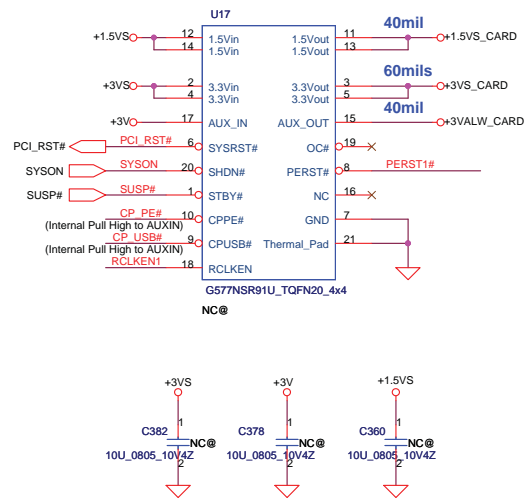 U17
40mil
+1.5VS 12 1.5Vin 1.5Vout 11 +1.5VS_CARD
14 1.5Vin 1.5Vout 13
60mils
+3VS 2 3.3Vin 3.3Vout 3 +3VS_CARD
4 3.3Vin 3.3Vout 5
40mil
+3V 17 AUX_IN AUX_OUT 15 +3VALW_CARD
PCI_RST# PCI_RST# 6 SYSRST# OC# 19
SYSON SYSON 20 SHDN# PERST# 8 PERST1#
SUSP# SUSP# 1 STBY# NC 16
CP_PE# 10 CPPE# GND 7
(Internal Pull High to AUXIN)
CP_USB# 9 CPUSB# Thermal_Pad 21
(Internal Pull High to AUXIN)
RCLKEN1 18 RCLKEN
G577NSR91U_TQFN20_4x4
NC@
+3VS +3V +1.5VS
1 1 1
C382 NC@ C378 NC@ C360 NC@
10U_0805_10V4Z 10U_0805_10V4Z 10U_0805_10V4Z
2 2 2